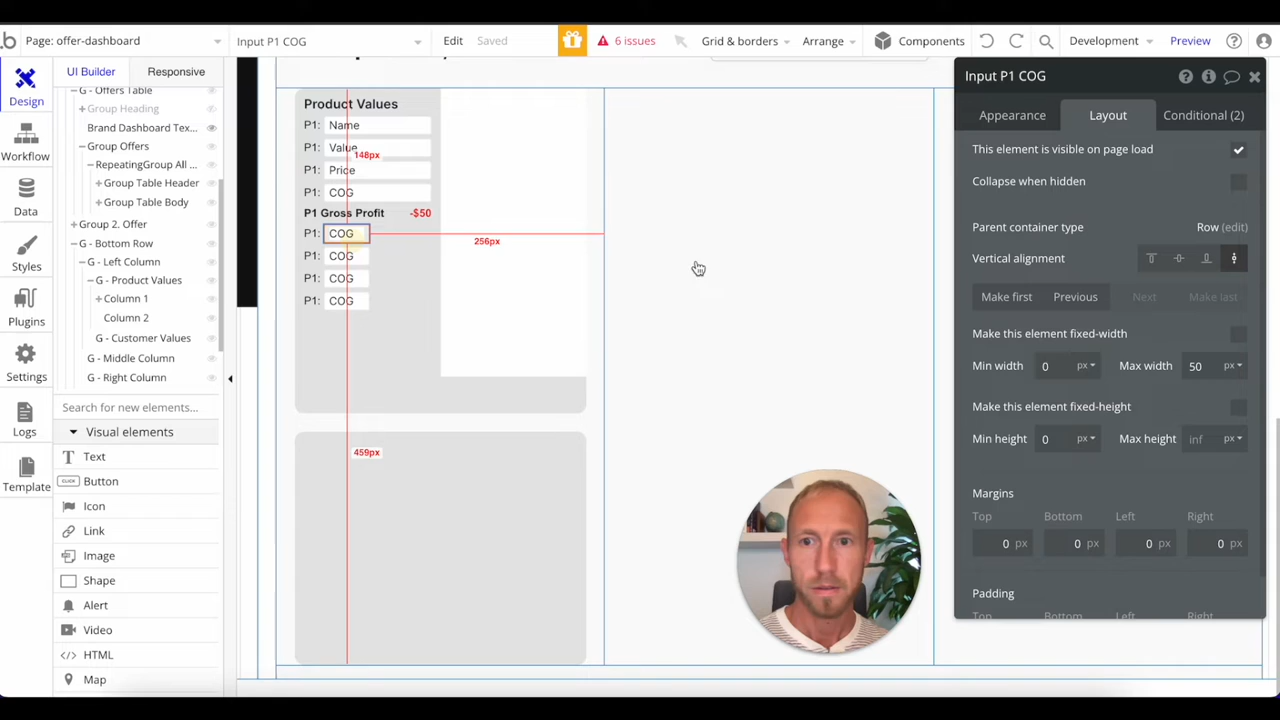 .b Page: offer-dashboard Input P1 COG Edit Saved 6 issues Grid & borders Arrange Components Development Preview
Design
Workflow
Data
Styles
Plugins
Settings
Logs
Template
UI Builder Responsive
G - Offers Table
Group Heading
Brand Dashboard Tex...
Group Offers
RepeatingGroup All ...
Group Table Header
Group Table Body
Group 2. Offer
G - Bottom Row
G - Left Column
G - Product Values
Column 1
Column 2
G - Customer Values
G - Middle Column
G - Right Column
Search for new elements...
Visual elements
Text
CLICK Button
Icon
Link
Image
Shape
Alert
Video
</> HTML
Map
Product Values
P1: Name
P1: Value
148px
P1: Price
P1: COG
P1 Gross Profit -$50
P1: COG
256px
P1: COG
P1: COG
P1: COG
459px
Input P1 COG
Appearance Layout Conditional (2)
This element is visible on page load
Collapse when hidden
Parent container type Row (edit)
Vertical alignment
Make first Previous Next Make last
Make this element fixed-width
Min width 0 px Max width 50 px
Make this element fixed-height
Min height 0 px Max height inf px
Margins
Top Bottom Left Right
0 px 0 px 0 px 0 px
Padding
Top Bottom Left Right